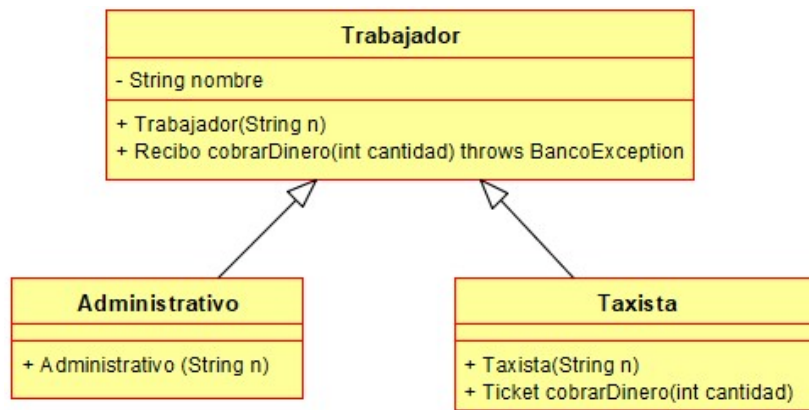 Trabajador
- String nombre
+ Trabajador(String n)
+ Recibo cobrarDinero(int cantidad) throws BancoException
Administrativo
+ Administrativo (String n)
Taxista
+ Taxista(String n)
+ Ticket cobrarDinero(int cantidad)